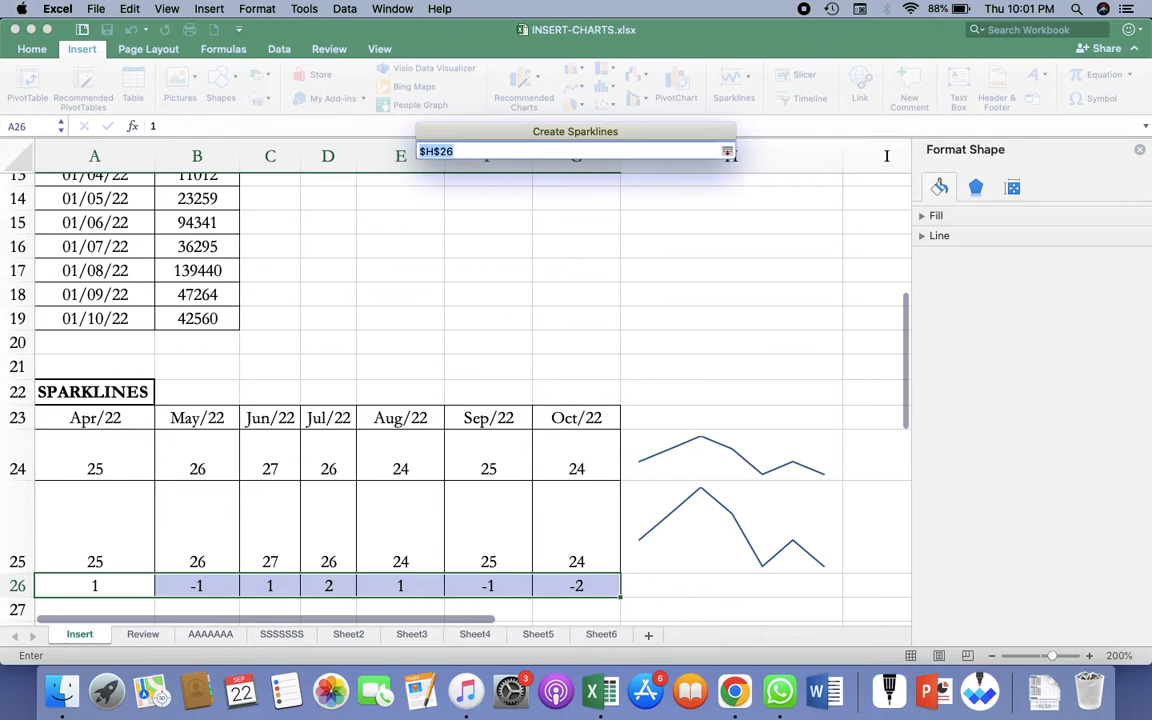 Excel File Edit View Insert Format Tools Data Window Help 88% Thu 10:01 PM
INSERT-CHARTS.xlsx Search Workbook
Home Insert Page Layout Formulas Data Review View Share
Store Visio Data Visualizer Slicer Equation
Bing Maps
My Add-ins People Graph Timeline Symbol
PivotTable Recommended PivotTables Table Pictures Shapes Recommended Charts PivotChart Sparklines Link New Comment Text Box Header & Footer
A26 fx 1
Create Sparklines
$H$26
Format Shape
Fill
Line
A B C D E H I
13 01/04/22 11012
14 01/05/22 23259
15 01/06/22 94341
16 01/07/22 36295
17 01/08/22 139440
18 01/09/22 47264
19 01/10/22 42560
20
21
22 SPARKLINES
23 Apr/22 May/22 Jun/22 Jul/22 Aug/22 Sep/22 Oct/22
24 25 26 27 26 24 25 24
25 25 26 27 26 24 25 24
26 1 -1 1 2 1 -1 -2
27
Insert Review AAAAAAA SSSSSSS Sheet2 Sheet3 Sheet4 Sheet5 Sheet6
Enter 200%
SEP 22 3 6